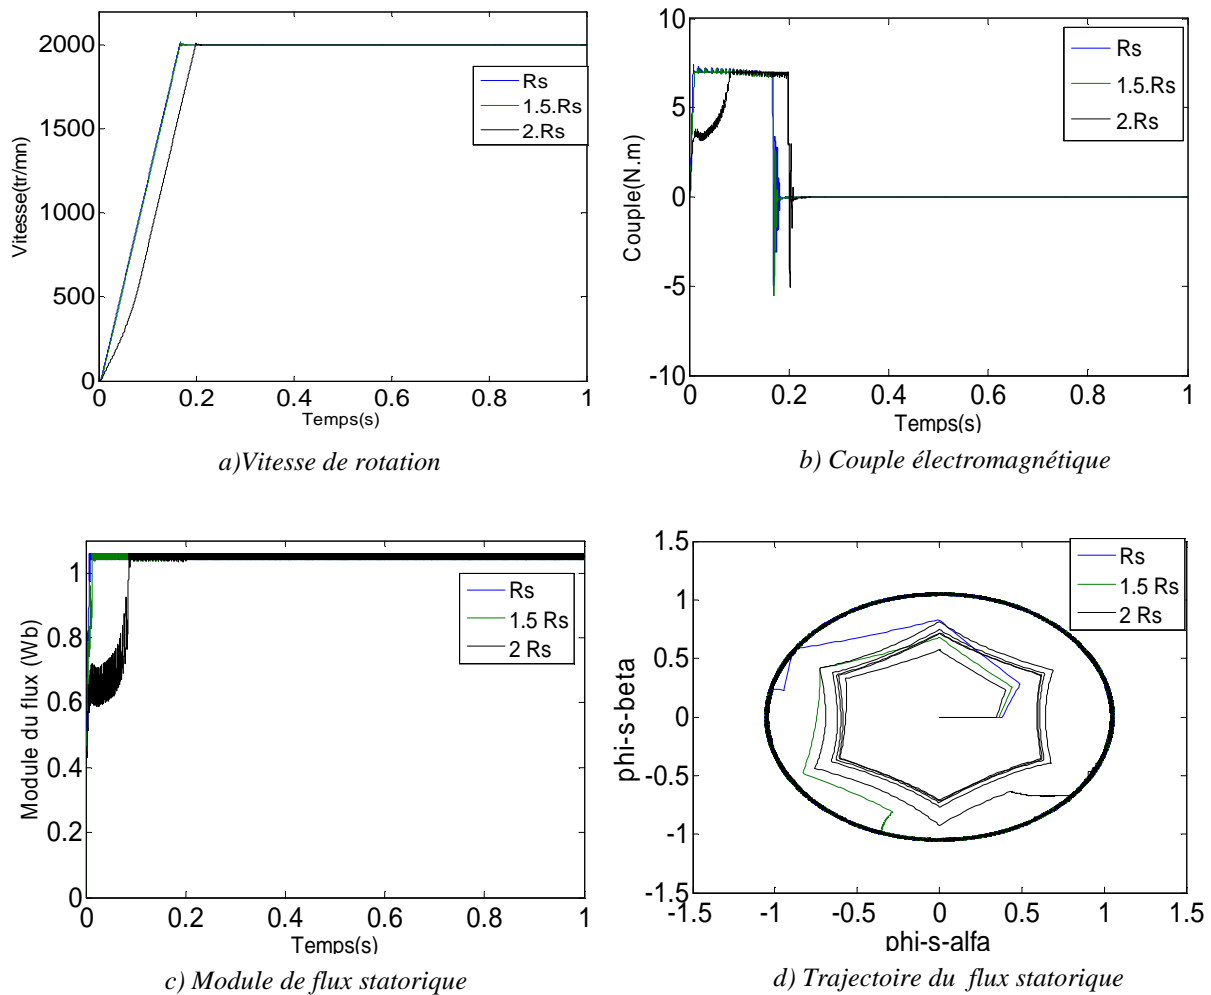 2000
1500
1000
500
0
Vitesse(tr/mn)
Rs
1.5.Rs
2.Rs
0
0.2
0.4
0.6
0.8
1
Temps(s)
a)Vitesse de rotation
10
5
0
-5
-10
Couple(N.m)
Rs
1.5.Rs
2.Rs
0
0.2
0.4
0.6
0.8
1
Temps(s)
b) Couple électromagnétique
1
0.8
0.6
0.4
0.2
0
Module du flux (Wb)
Rs
1.5 Rs
2 Rs
0
0.2
0.4
0.6
0.8
1
Temps(s)
c) Module de flux statorique
1.5
1
0.5
0
-0.5
-1
-1.5
phi-s-beta
Rs
1.5 Rs
2 Rs
-1.5
-1
-0.5
0
0.5
1
1.5
phi-s-alfa
d) Trajectoire du flux statorique